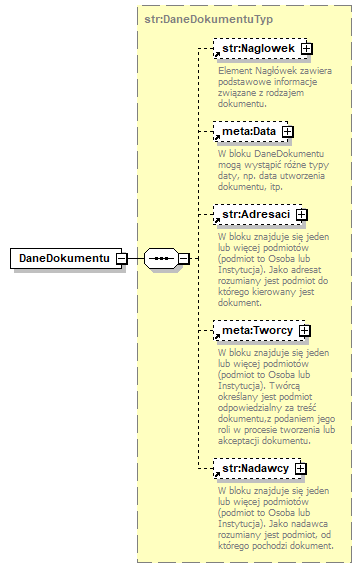 str:DaneDokumentuTyp
str:Naglowek
Element Nagłówek zawiera
podstawowe informacje
związane z rodzajem
dokumentu.
meta:Data
W bloku DaneDokumentu
mogą wystąpić różne typy
daty, np. data utworzenia
dokumentu, itp.
str:Adresaci
W bloku znajduje się jeden
lub więcej podmiotów
(podmiot to Osoba lub
Instytucja). Jako adresat
rozumiany jest podmiot do
którego kierowany jest
dokument.
DaneDokumentu
meta:Tworcy
W bloku znajduje się jeden
lub więcej podmiotów
(podmiot to Osoba lub
Instytucja). Twórcą
określany jest podmiot
odpowiedzialny za treść
dokumentu,z podaniem jego
roli w procesie tworzenia lub
akceptacji dokumentu.
str:Nadawcy
W bloku znajduje się jeden
lub więcej podmiotów
(podmiot to Osoba lub
Instytucja). Jako nadawca
rozumiany jest podmiot, od
którego pochodzi dokument.